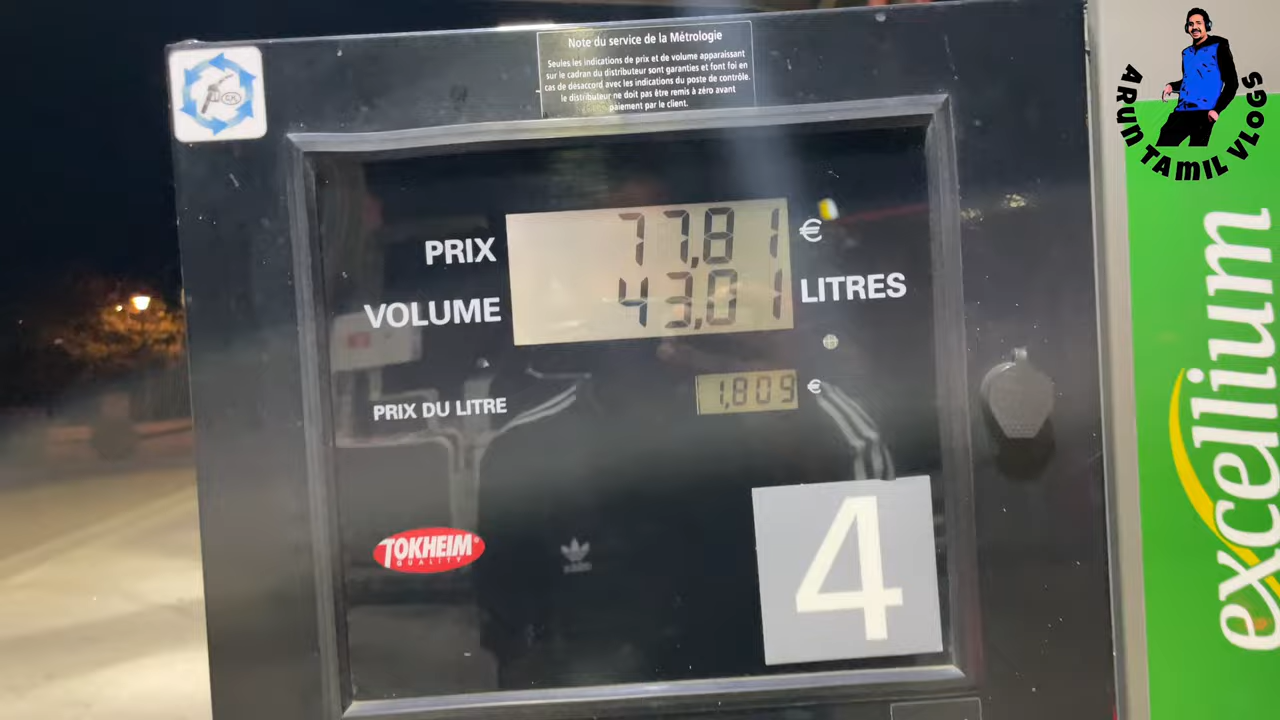 Note du service de la Métrologie
Seules les indications de prix et de volume apparaissant
sur le cadran du distributeur sont garanties et font foi en
cas de désaccord avec les indications du poste de contrôle.
le distributeur ne doit pas être remis à zéro avant
paiement par le client.
ARUN TAMIL VLOGS
PRIX 77,81 €
VOLUME 43,01 LITRES
PRIX DU LITRE 1,809 €
TOKHEIM
QUALITY
adidas
4
excellium